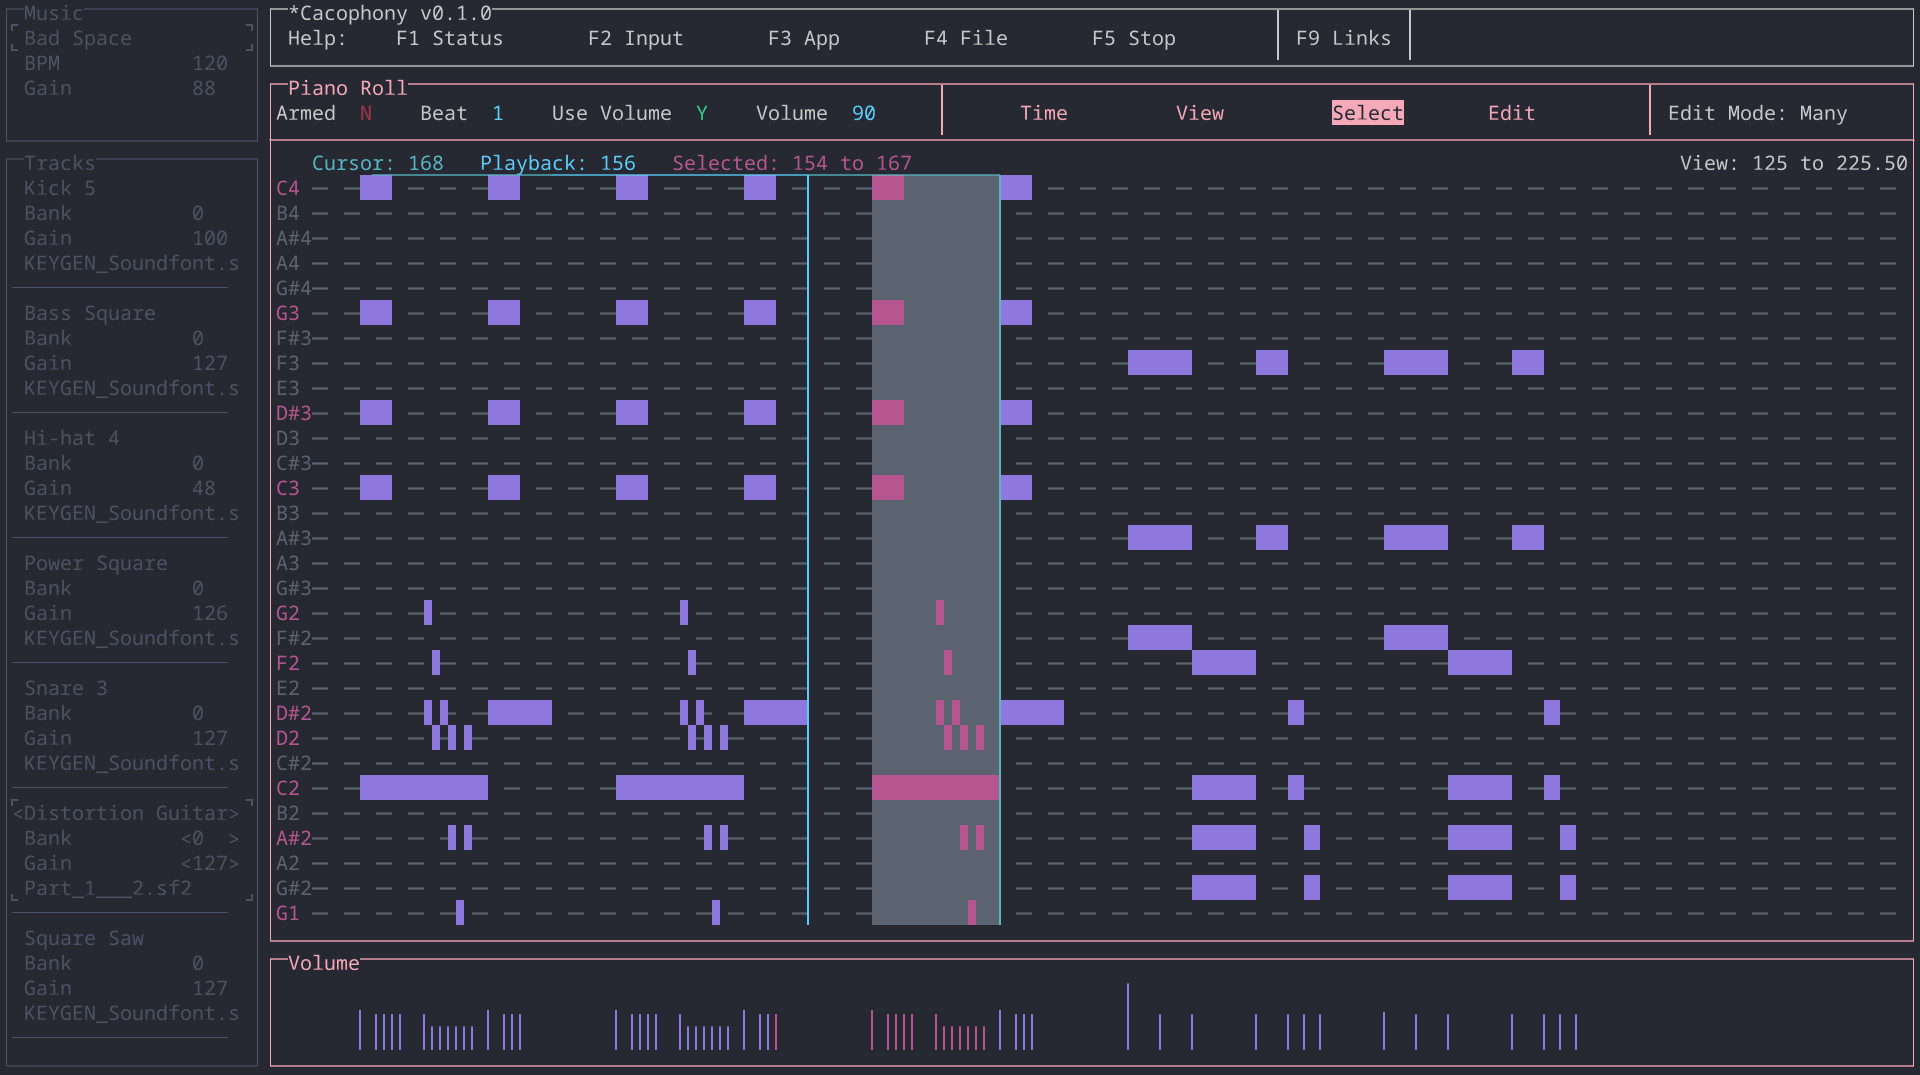 Music
Bad Space
BPM 120
Gain 88
Tracks
Kick 5
Bank 0
Gain 100
KEYGEN_Soundfont.s
Bass Square
Bank 0
Gain 127
KEYGEN_Soundfont.s
Hi-hat 4
Bank 0
Gain 48
KEYGEN_Soundfont.s
Power Square
Bank 0
Gain 126
KEYGEN_Soundfont.s
Snare 3
Bank 0
Gain 127
KEYGEN_Soundfont.s
<Distortion Guitar>
Bank <0 >
Gain <127>
Part_1___2.sf2
Square Saw
Bank 0
Gain 127
KEYGEN_Soundfont.s
*Cacophony v0.1.0
Help: F1 Status F2 Input F3 App F4 File F5 Stop F9 Links
Piano Roll
Armed N Beat 1 Use Volume Y Volume 90 Time View Select Edit Edit Mode: Many
Cursor: 168 Playback: 156 Selected: 154 to 167 View: 125 to 225.50
C4
B4
A#4
A4
G#4
G3
F#3
F3
E3
D#3
D3
C#3
C3
B3
A#3
A3
G#3
G2
F#2
F2
E2
D#2
D2
C#2
C2
B2
A#2
A2
G#2
G1
Volume